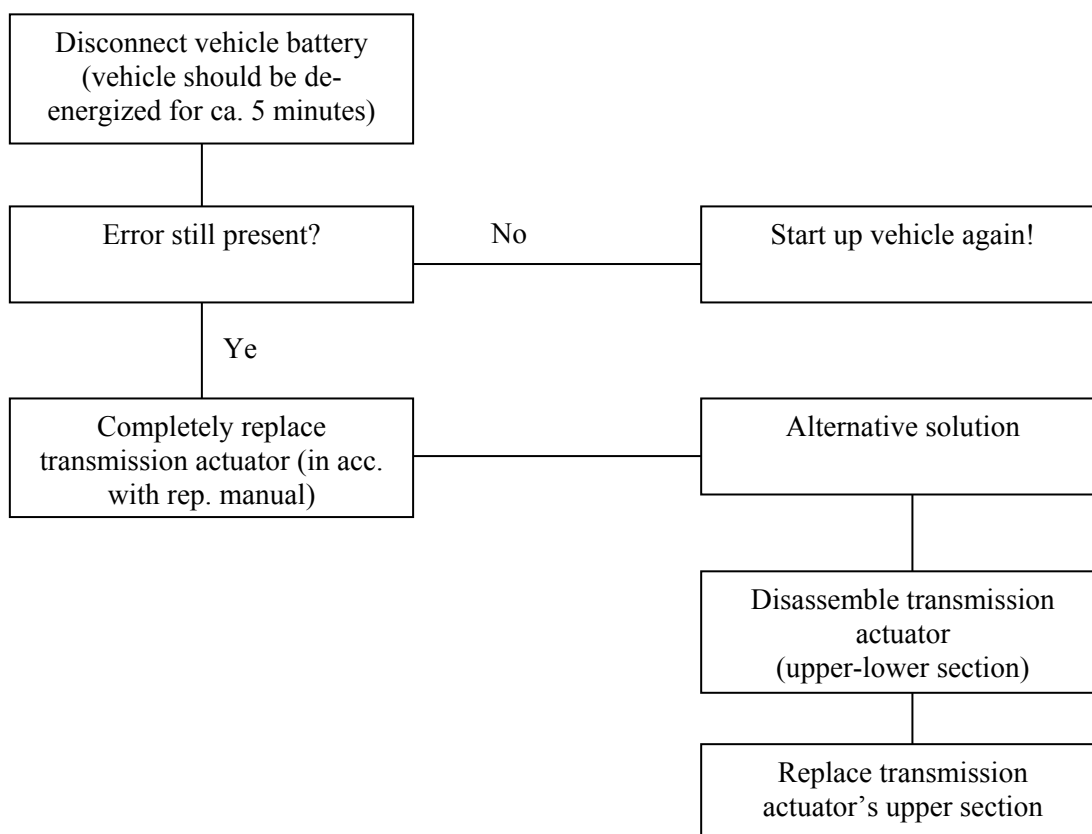 Disconnect vehicle battery
(vehicle should be de-
energized for ca. 5 minutes)
Error still present?
No
Start up vehicle again!
Ye
Completely replace
transmission actuator (in acc.
with rep. manual)
Alternative solution
Disassemble transmission
actuator
(upper-lower section)
Replace transmission
actuator’s upper section